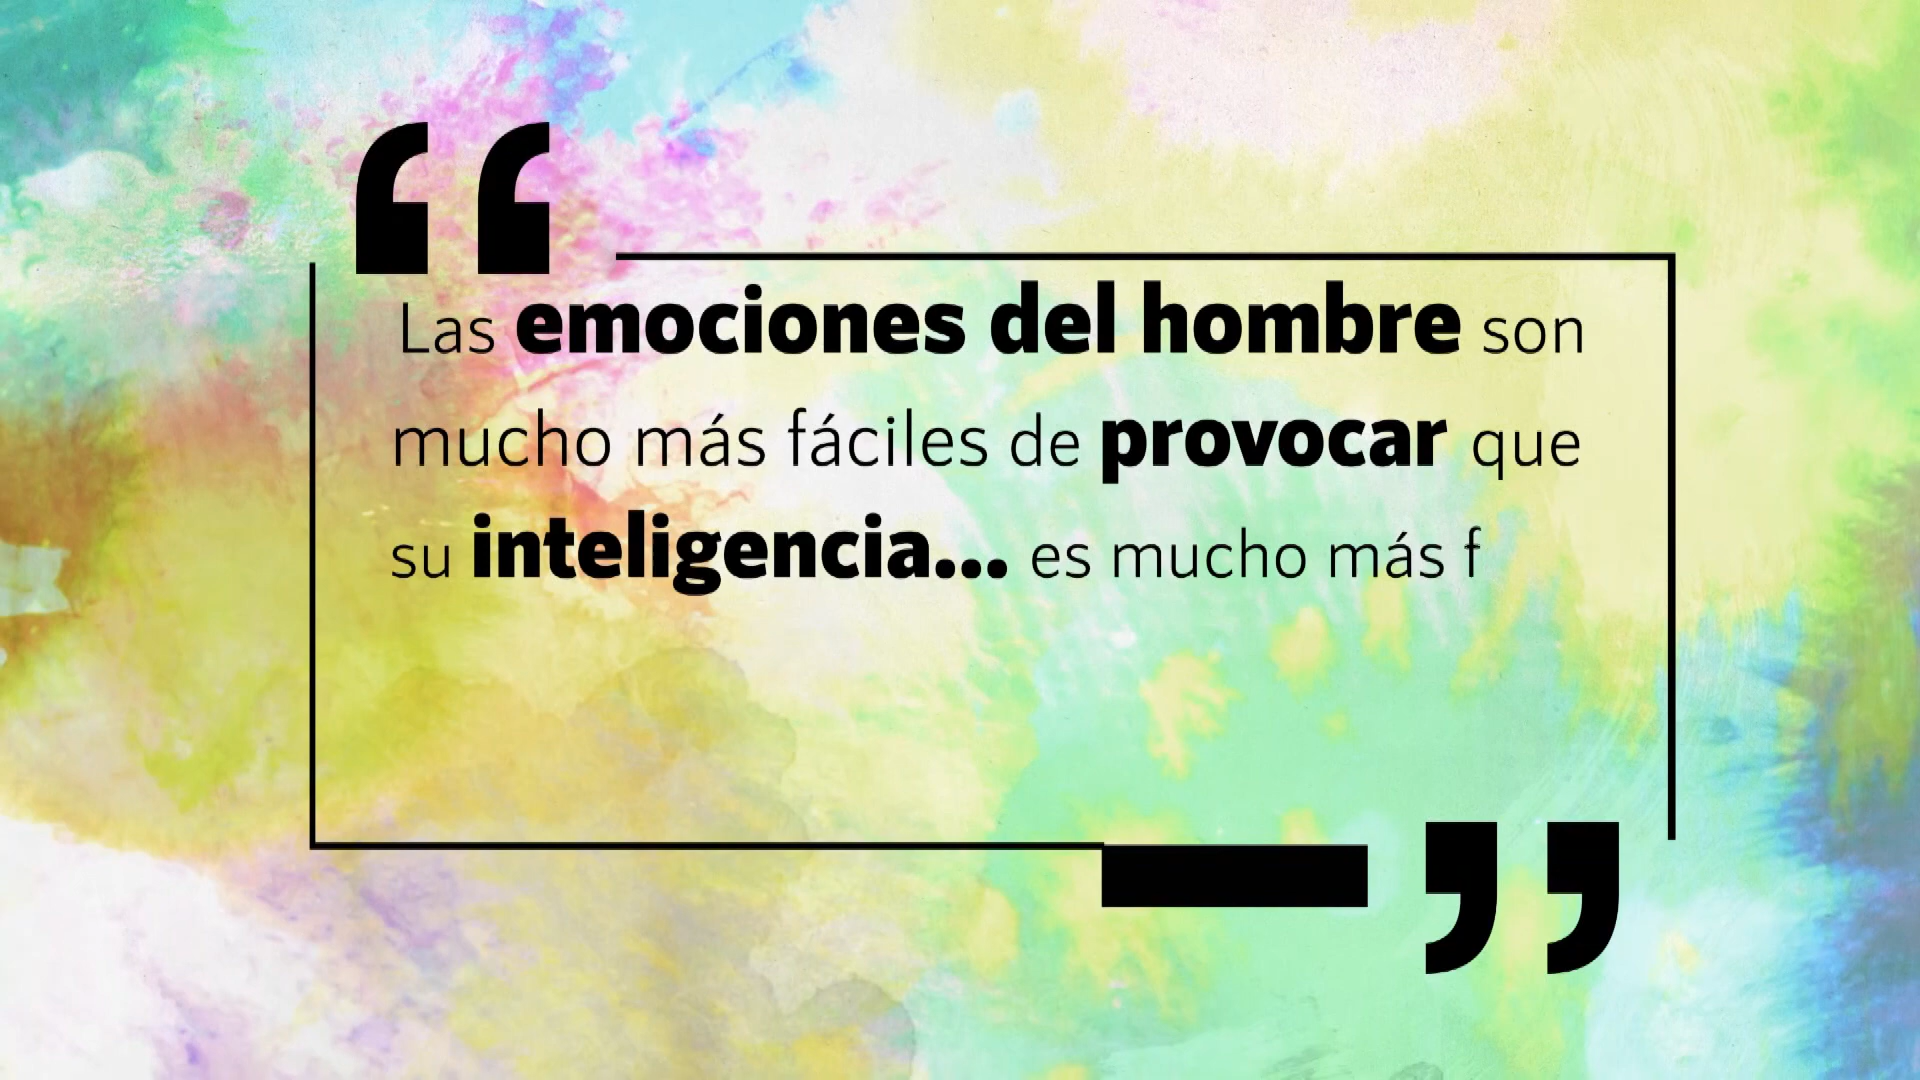 “
Las emociones del hombre son
mucho más fáciles de provocar que
su inteligencia... es mucho más f
”